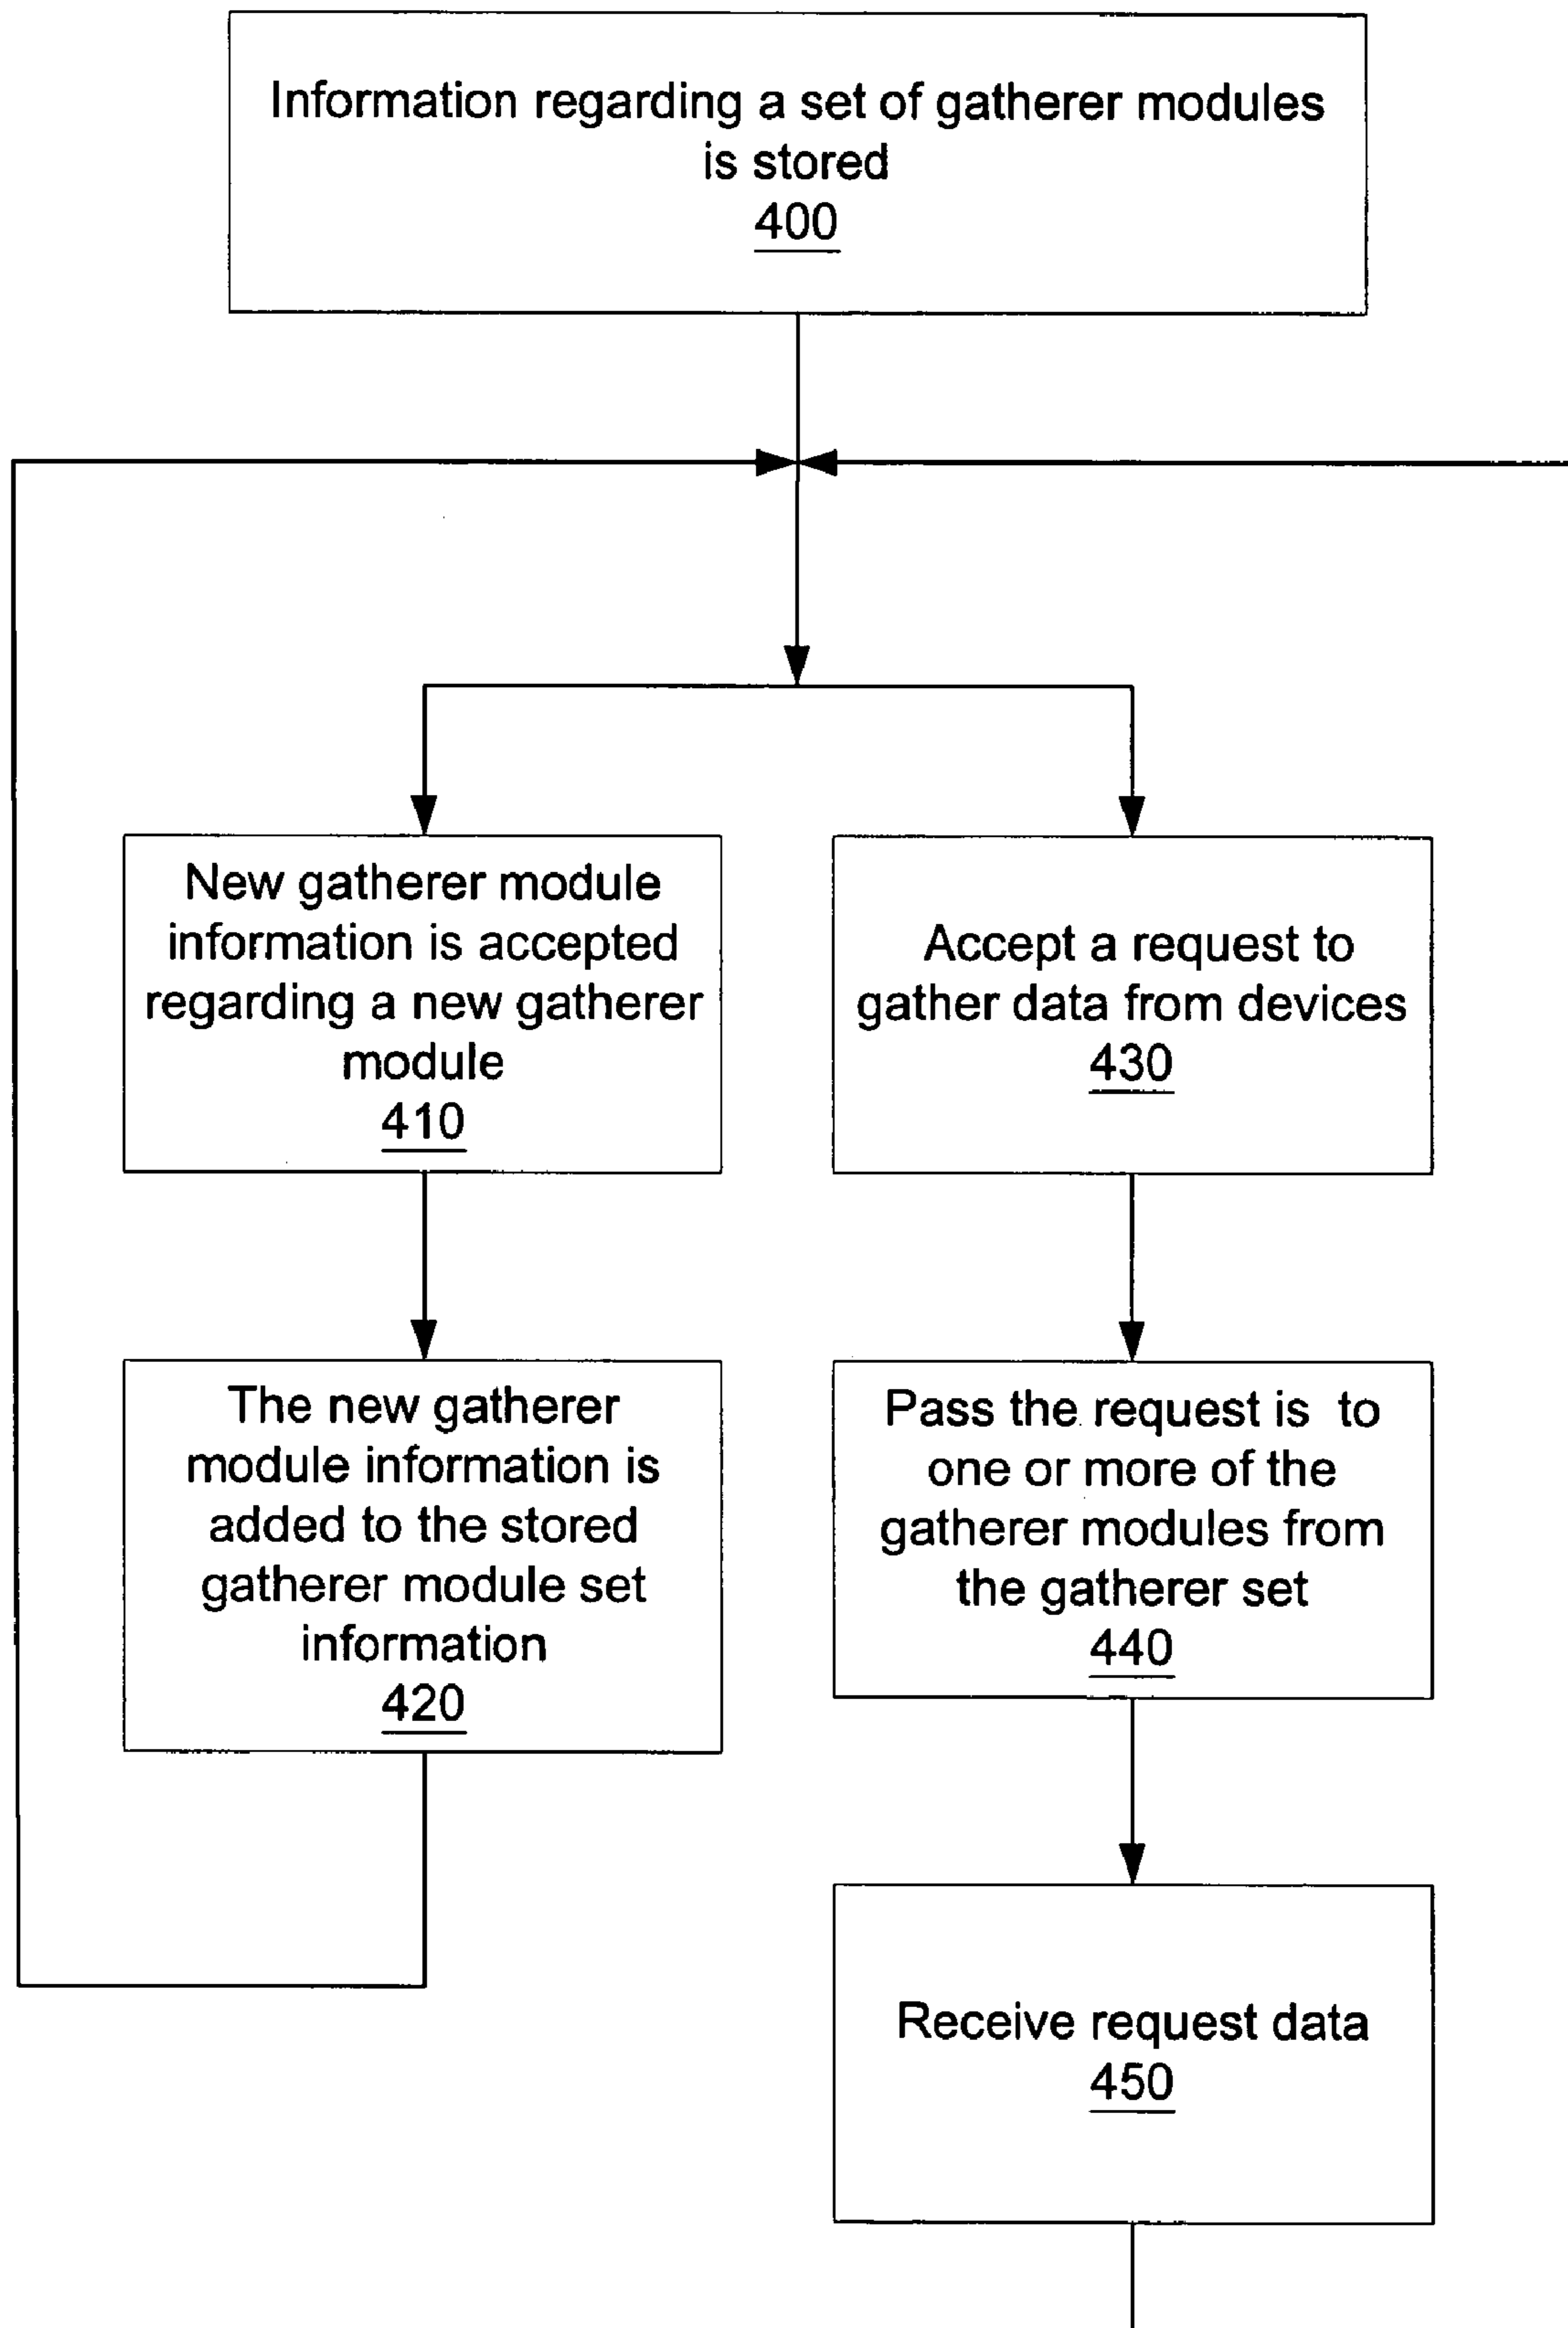 Information regarding a set of gatherer modules
is stored
400
New gatherer module
information is accepted
regarding a new gatherer
module
410
Accept a request to
gather data from devices
430
The new gatherer
module information is
added to the stored
gatherer module set
information
420
Pass the request is to
one or more of the
gatherer modules from
the gatherer set
440
Receive request data
450